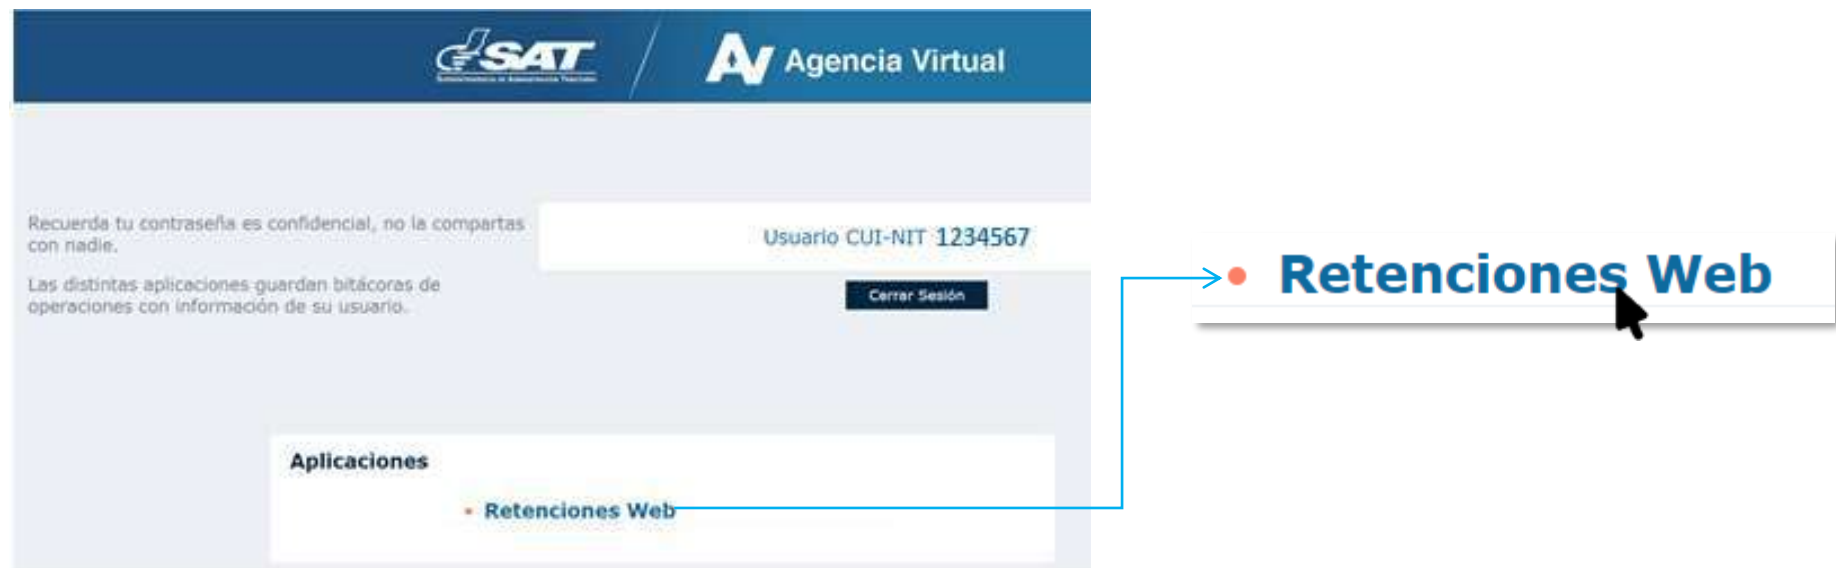 SAT
Agencia Virtual
Recuerda tu contraseña es confidencial, no la compartas
con nadie.
Las distintas aplicaciones guardan bitácoras de
operaciones con información de su usuario.
Usuario CUI-NIT 1234567
Cerrar Sesión
Aplicaciones
• Retenciones Web
• Retenciones Web